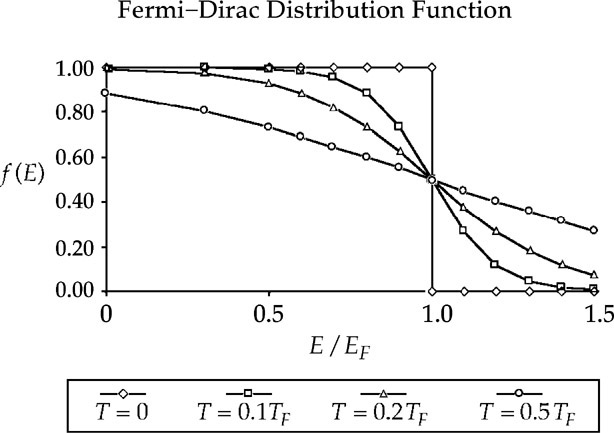 Fermi–Dirac Distribution Function
1.00
0.80
0.60
0.40
0.20
0.00
f(E)
0 0.5 1.0 1.5
E / E_F
T = 0 T = 0.1T_F T = 0.2T_F T = 0.5T_F